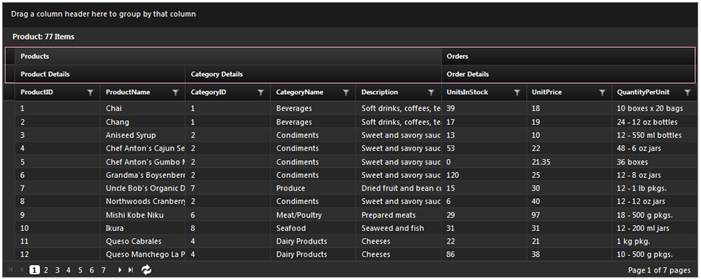 Drag a column header here to group by that column
Product: 77 Items
Products Orders
Product Details Category Details Order Details
ProductID ProductName CategoryID CategoryName Description UnitsInStock UnitPrice QuantityPerUnit
1 Chai 1 Beverages Soft drinks, coffees, te 39 18 10 boxes x 20 bags
2 Chang 1 Beverages Soft drinks, coffees, te 17 19 24 - 12 oz bottles
3 Aniseed Syrup 2 Condiments Sweet and savory sauc 13 10 12 - 550 ml bottles
4 Chef Anton's Cajun Se 2 Condiments Sweet and savory sauc 53 22 48 - 6 oz jars
5 Chef Anton's Gumbo M 2 Condiments Sweet and savory sauc 0 21.35 36 boxes
6 Grandma's Boysenberr 2 Condiments Sweet and savory sauc 120 25 12 - 8 oz jars
7 Uncle Bob's Organic D 7 Produce Dried fruit and bean cu 15 30 12 - 1 lb pkgs.
8 Northwoods Cranberry 2 Condiments Sweet and savory sauc 6 40 12 - 12 oz jars
9 Mishi Kobe Niku 6 Meat/Poultry Prepared meats 29 97 18 - 500 g pkgs.
10 Ikura 8 Seafood Seaweed and fish 31 31 12 - 200 ml jars
11 Queso Cabrales 4 Dairy Products Cheeses 22 21 1 kg pkg.
12 Queso Manchego La P 4 Dairy Products Cheeses 86 38 10 - 500 g pkgs.
1 2 3 4 5 6 7 Page 1 of 7 pages